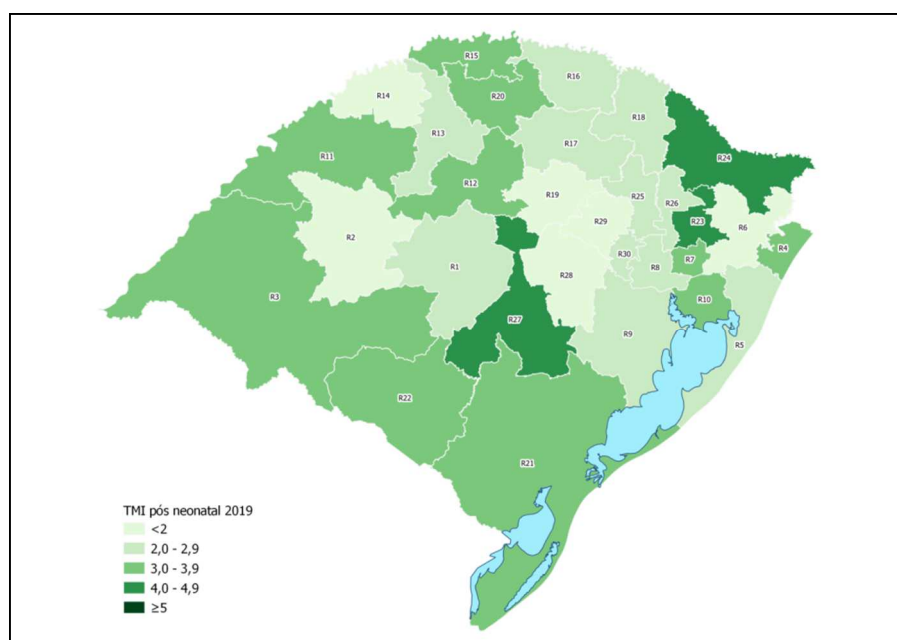 R15
R16
R14
R20
R18
R13
R17
R11
R24
R12
R19
R25
R26
R29
R23
R6
R2
R4
R1
R30
R8
R7
R28
R3
R10
R27
R9
R5
R22
R21
TMI pós neonatal 2019
<2
2,0 - 2,9
3,0 - 3,9
4,0 - 4,9
≥5